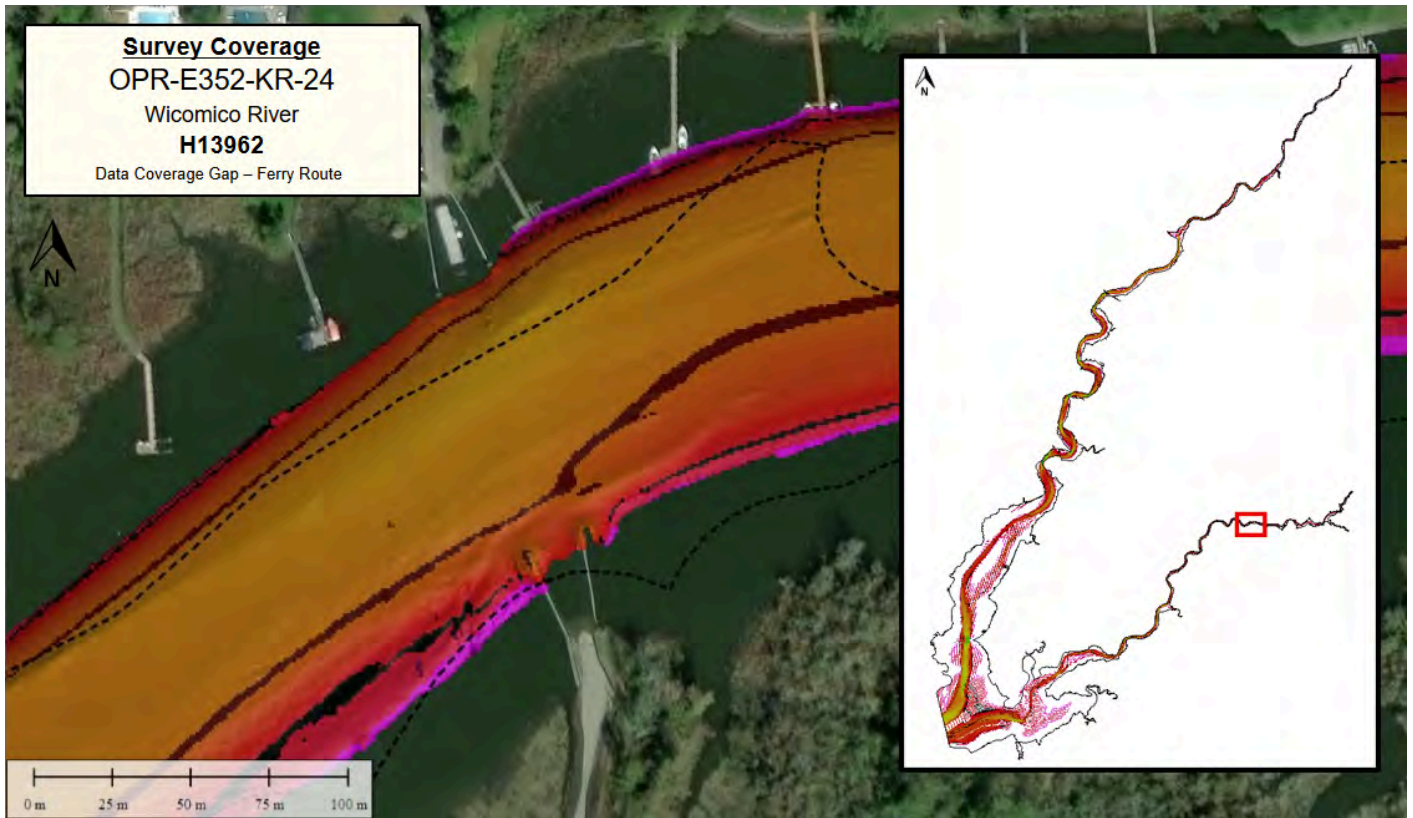 Survey Coverage
OPR-E352-KR-24
Wicomico River
H13962
Data Coverage Gap – Ferry Route
N
N
0 m 25 m 50 m 75 m 100 m